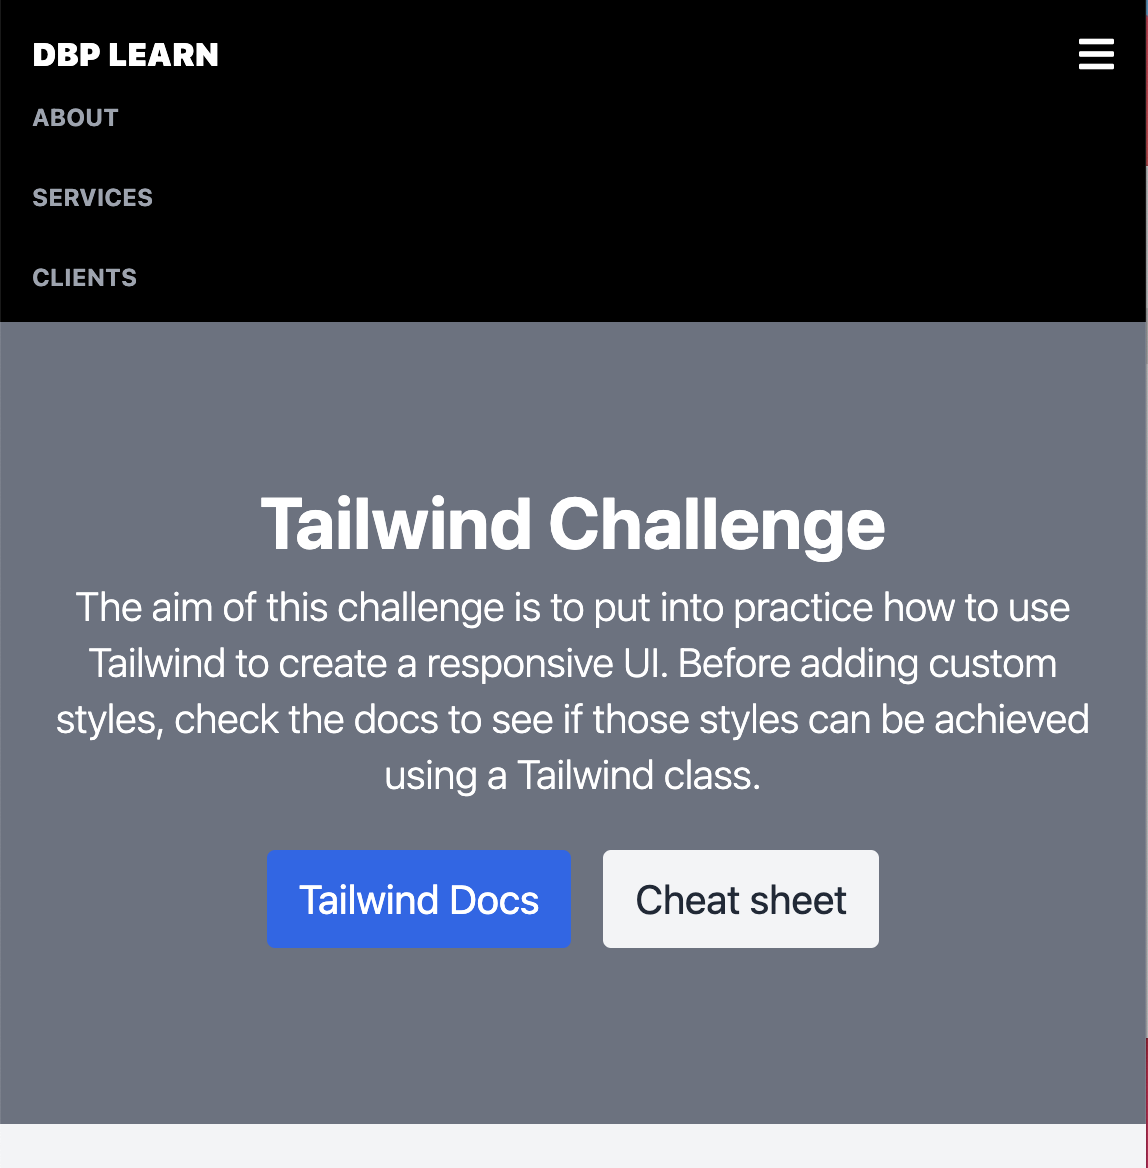 DBP LEARN
ABOUT
SERVICES
CLIENTS
Tailwind Challenge
The aim of this challenge is to put into practice how to use
Tailwind to create a responsive UI. Before adding custom
styles, check the docs to see if those styles can be achieved
using a Tailwind class.
Tailwind Docs
Cheat sheet